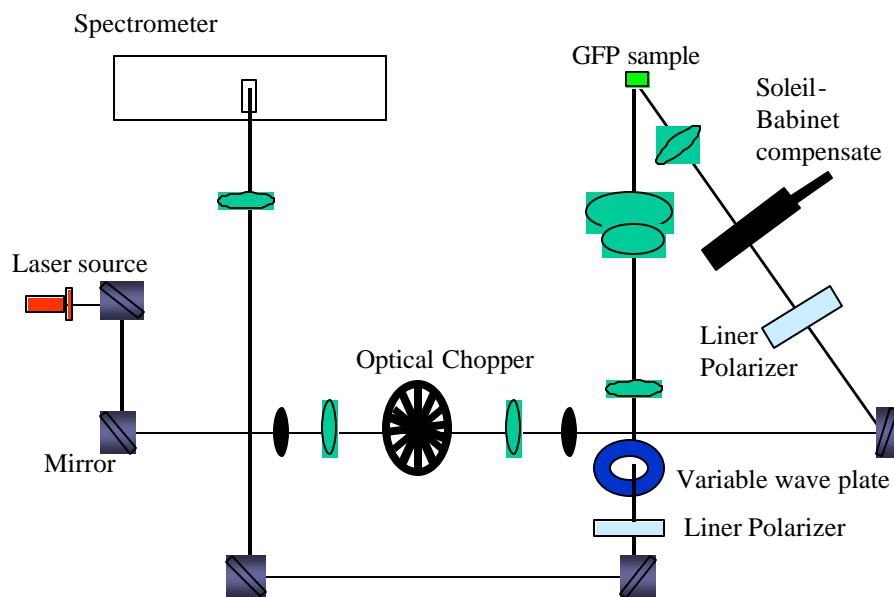 Spectrometer
GFP sample
Soleil-
Babinet
compensate
Laser source
Liner
Polarizer
Optical Chopper
Mirror
Variable wave plate
Liner Polarizer